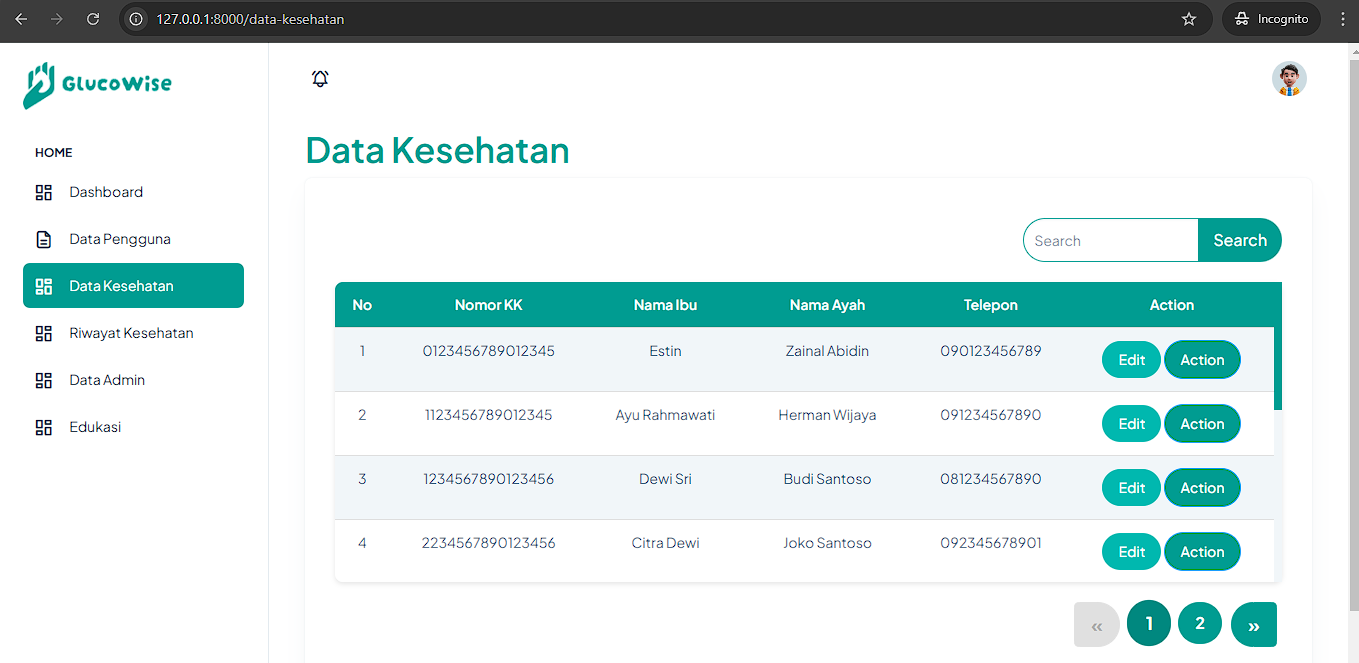 127.0.0.1:8000/data-kesehatan
Incognito
GlucoWise
HOME
Dashboard
Data Pengguna
Data Kesehatan
Riwayat Kesehatan
Data Admin
Edukasi
Data Kesehatan
Search Search
No Nomor KK Nama Ibu Nama Ayah Telepon Action
1 0123456789012345 Estin Zainal Abidin 090123456789 Edit Action
2 1123456789012345 Ayu Rahmawati Herman Wijaya 091234567890 Edit Action
3 1234567890123456 Dewi Sri Budi Santoso 081234567890 Edit Action
4 2234567890123456 Citra Dewi Joko Santoso 092345678901 Edit Action
« 1 2 »